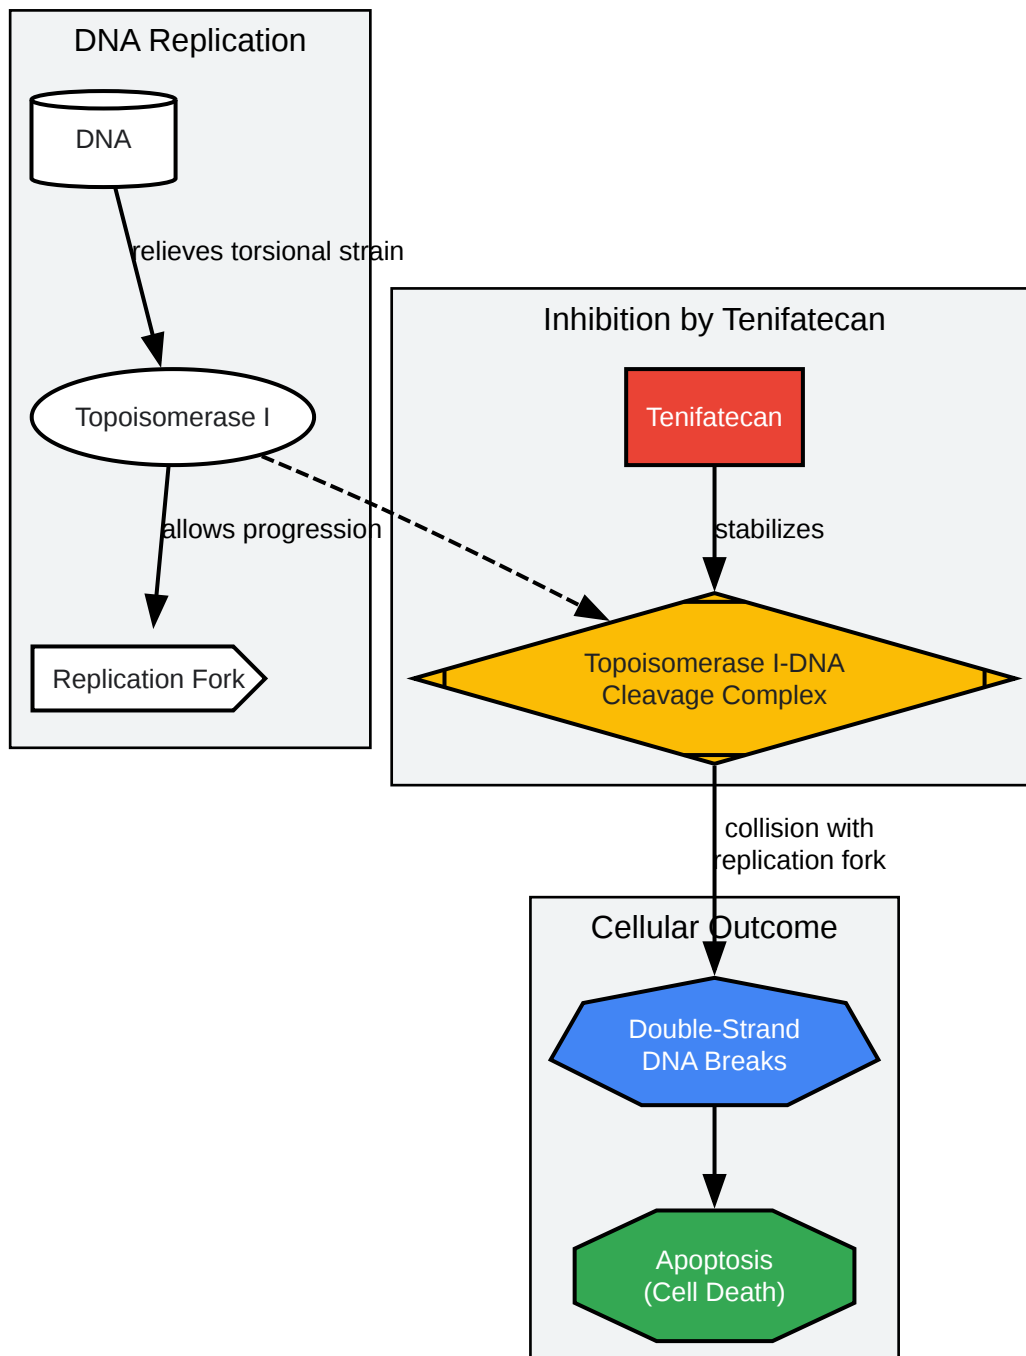 DNA Replication
DNA
relieves torsional strain
Topoisomerase I
allows progression
Replication Fork
Inhibition by Tenifatecan
Tenifatecan
stabilizes
Topoisomerase I-DNA
Cleavage Complex
collision with
replication fork
Cellular Outcome
Double-Strand
DNA Breaks
Apoptosis
(Cell Death)